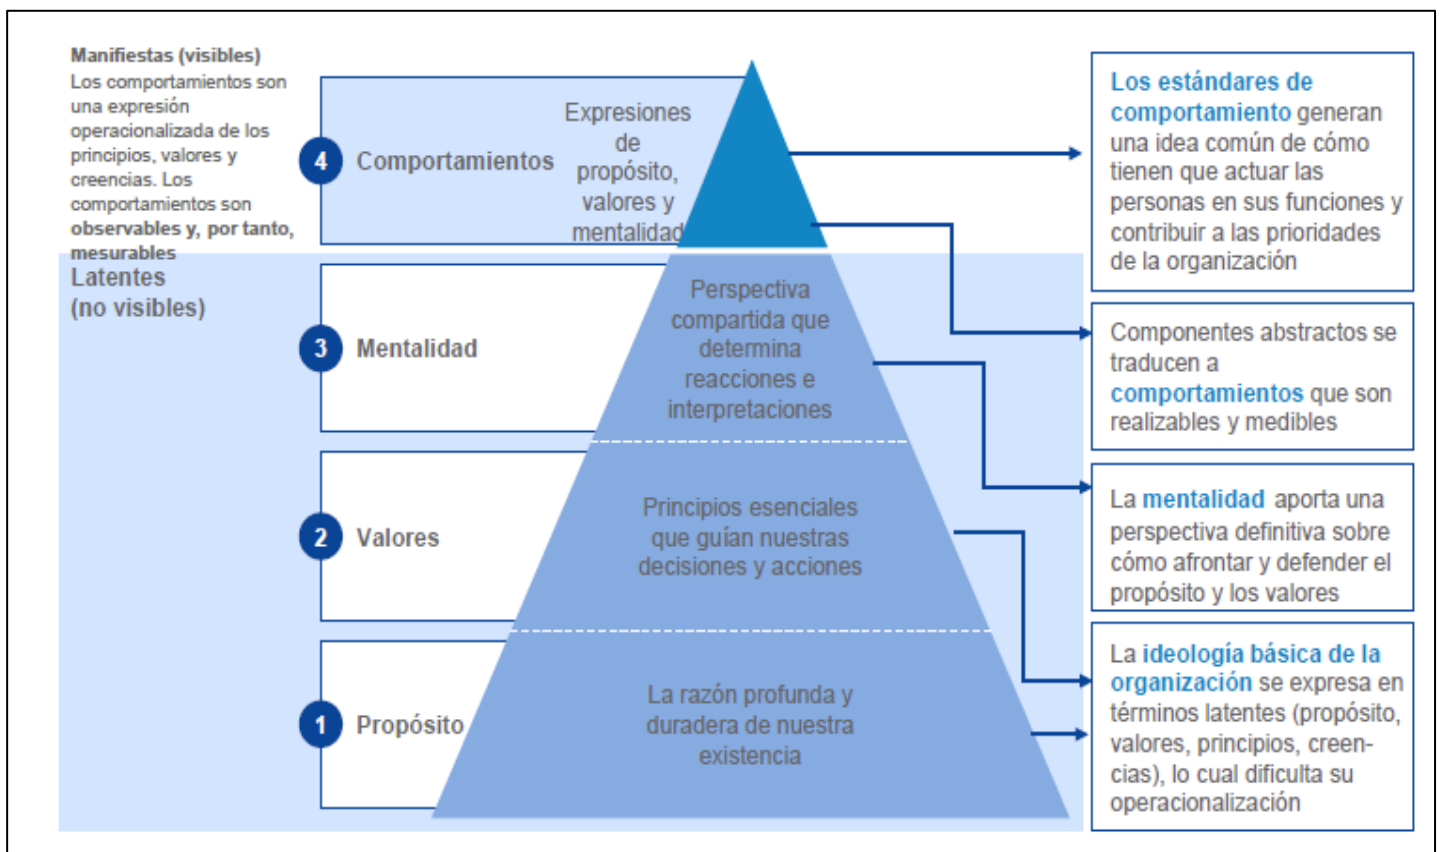 Manifiestas (visibles)
Los comportamientos son
una expresión
operacionalizada de los
principios, valores y
creencias. Los
comportamientos son
observables y, por tanto,
mesurables
Latentes
(no visibles)
4
Comportamientos
Expresiones
de
propósito,
valores y
mentalidad
3
Mentalidad
Perspectiva
compartida que
determina
reacciones e
interpretaciones
2
Valores
Principios esenciales
que guían nuestras
decisiones y acciones
1
Propósito
La razón profunda y
duradera de nuestra
existencia
Los estándares de
comportamiento generan
una idea común de cómo
tienen que actuar las
personas en sus funciones y
contribuir a las prioridades
de la organización
Componentes abstractos se
traducen a
comportamientos que son
realizables y medibles
La mentalidad aporta una
perspectiva definitiva sobre
cómo afrontar y defender el
propósito y los valores
La ideología básica de la
organización se expresa en
términos latentes (propósito,
valores, principios, creen-
cias), lo cual dificulta su
operacionalización